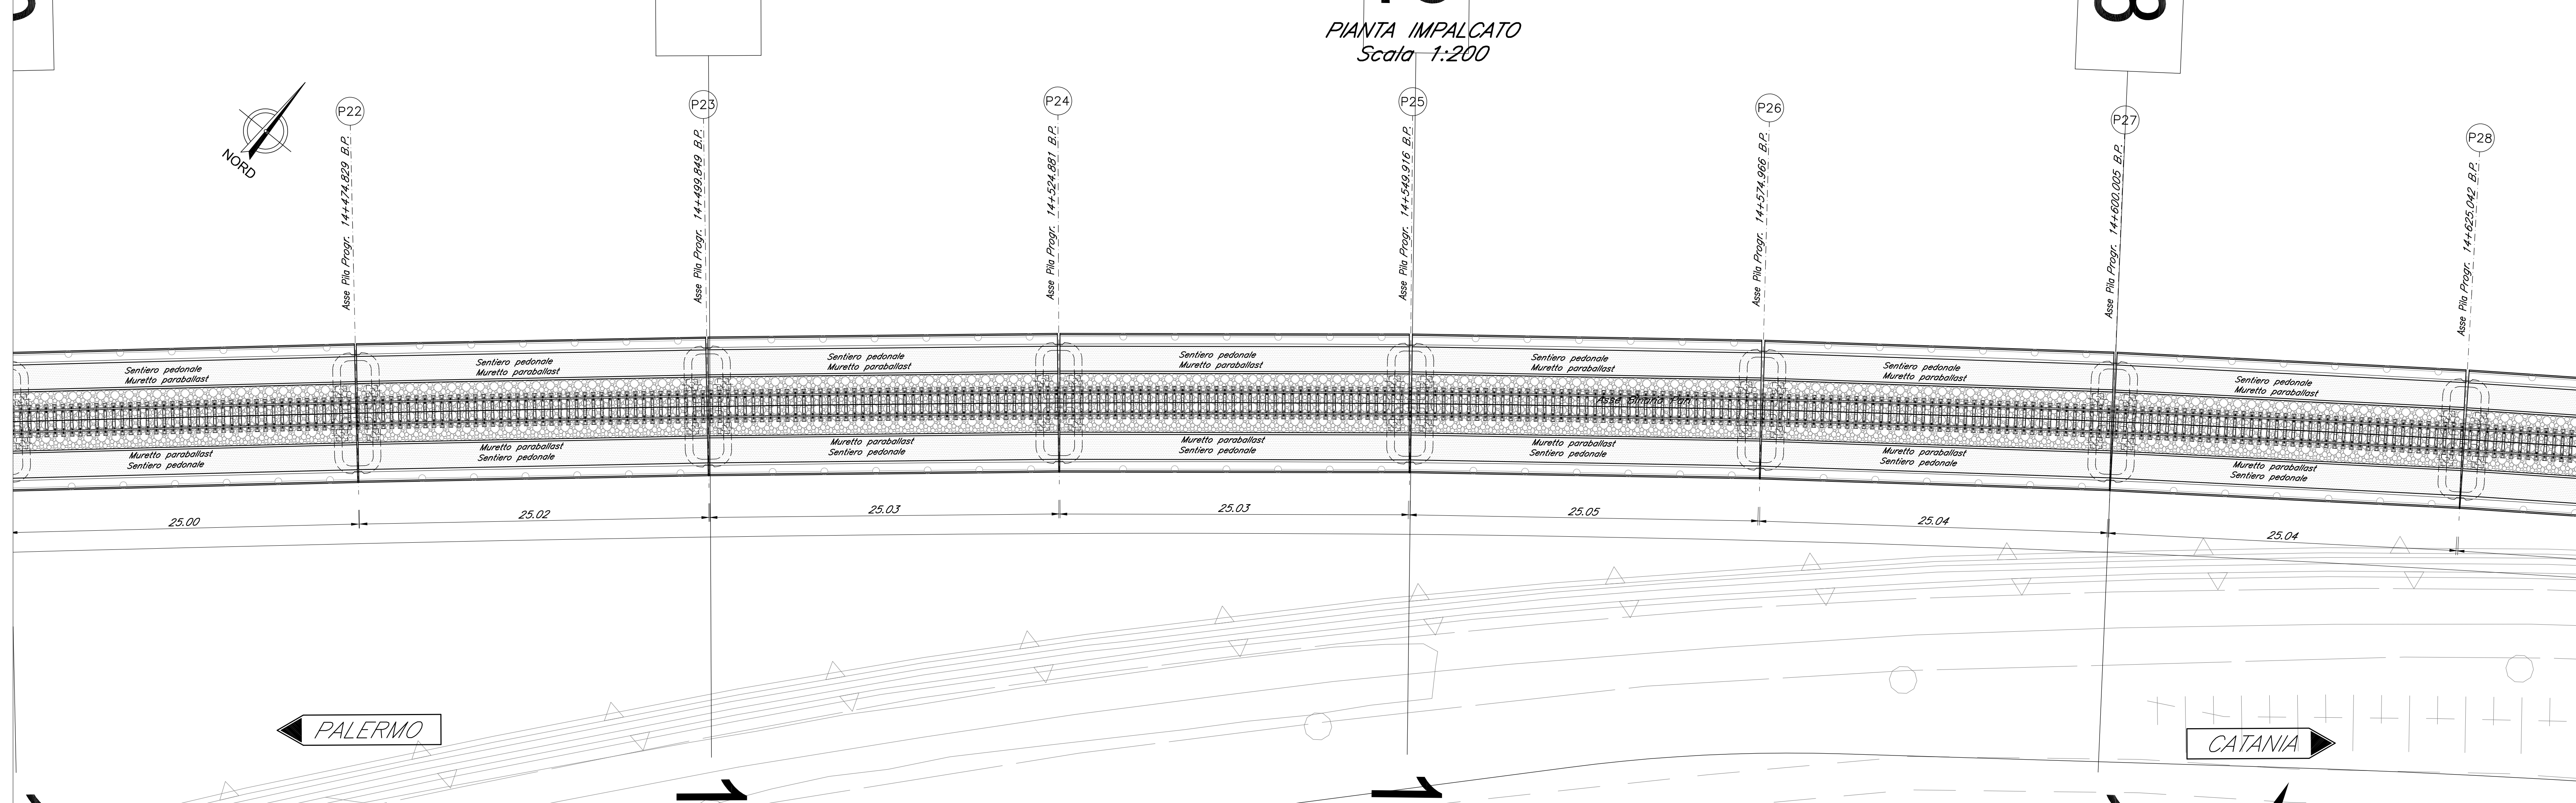 PIANTA IMPALCATO
Scala 1:200
NORD
P22
P23
P24
P25
P26
P27
P28
Asse Pila Progr. 14+474.829 B.P.
Asse Pila Progr. 14+499.849 B.P.
Asse Pila Progr. 14+524.881 B.P.
Asse Pila Progr. 14+549.916 B.P.
Asse Pila Progr. 14+574.966 B.P.
Asse Pila Progr. 14+600.005 B.P.
Asse Pila Progr. 14+625.042 B.P.
Sentiero pedonale
Muretto paraballast
Sentiero pedonale
Muretto paraballast
Sentiero pedonale
Muretto paraballast
Sentiero pedonale
Muretto paraballast
Sentiero pedonale
Muretto paraballast
Sentiero pedonale
Muretto paraballast
Sentiero pedonale
Muretto paraballast
Asse Binario Pari
Muretto paraballast
Sentiero pedonale
Muretto paraballast
Sentiero pedonale
Muretto paraballast
Sentiero pedonale
Muretto paraballast
Sentiero pedonale
Muretto paraballast
Sentiero pedonale
Muretto paraballast
Sentiero pedonale
Muretto paraballast
Sentiero pedonale
25.00
25.02
25.03
25.03
25.05
25.04
25.04
PALERMO
CATANIA
8
1
1